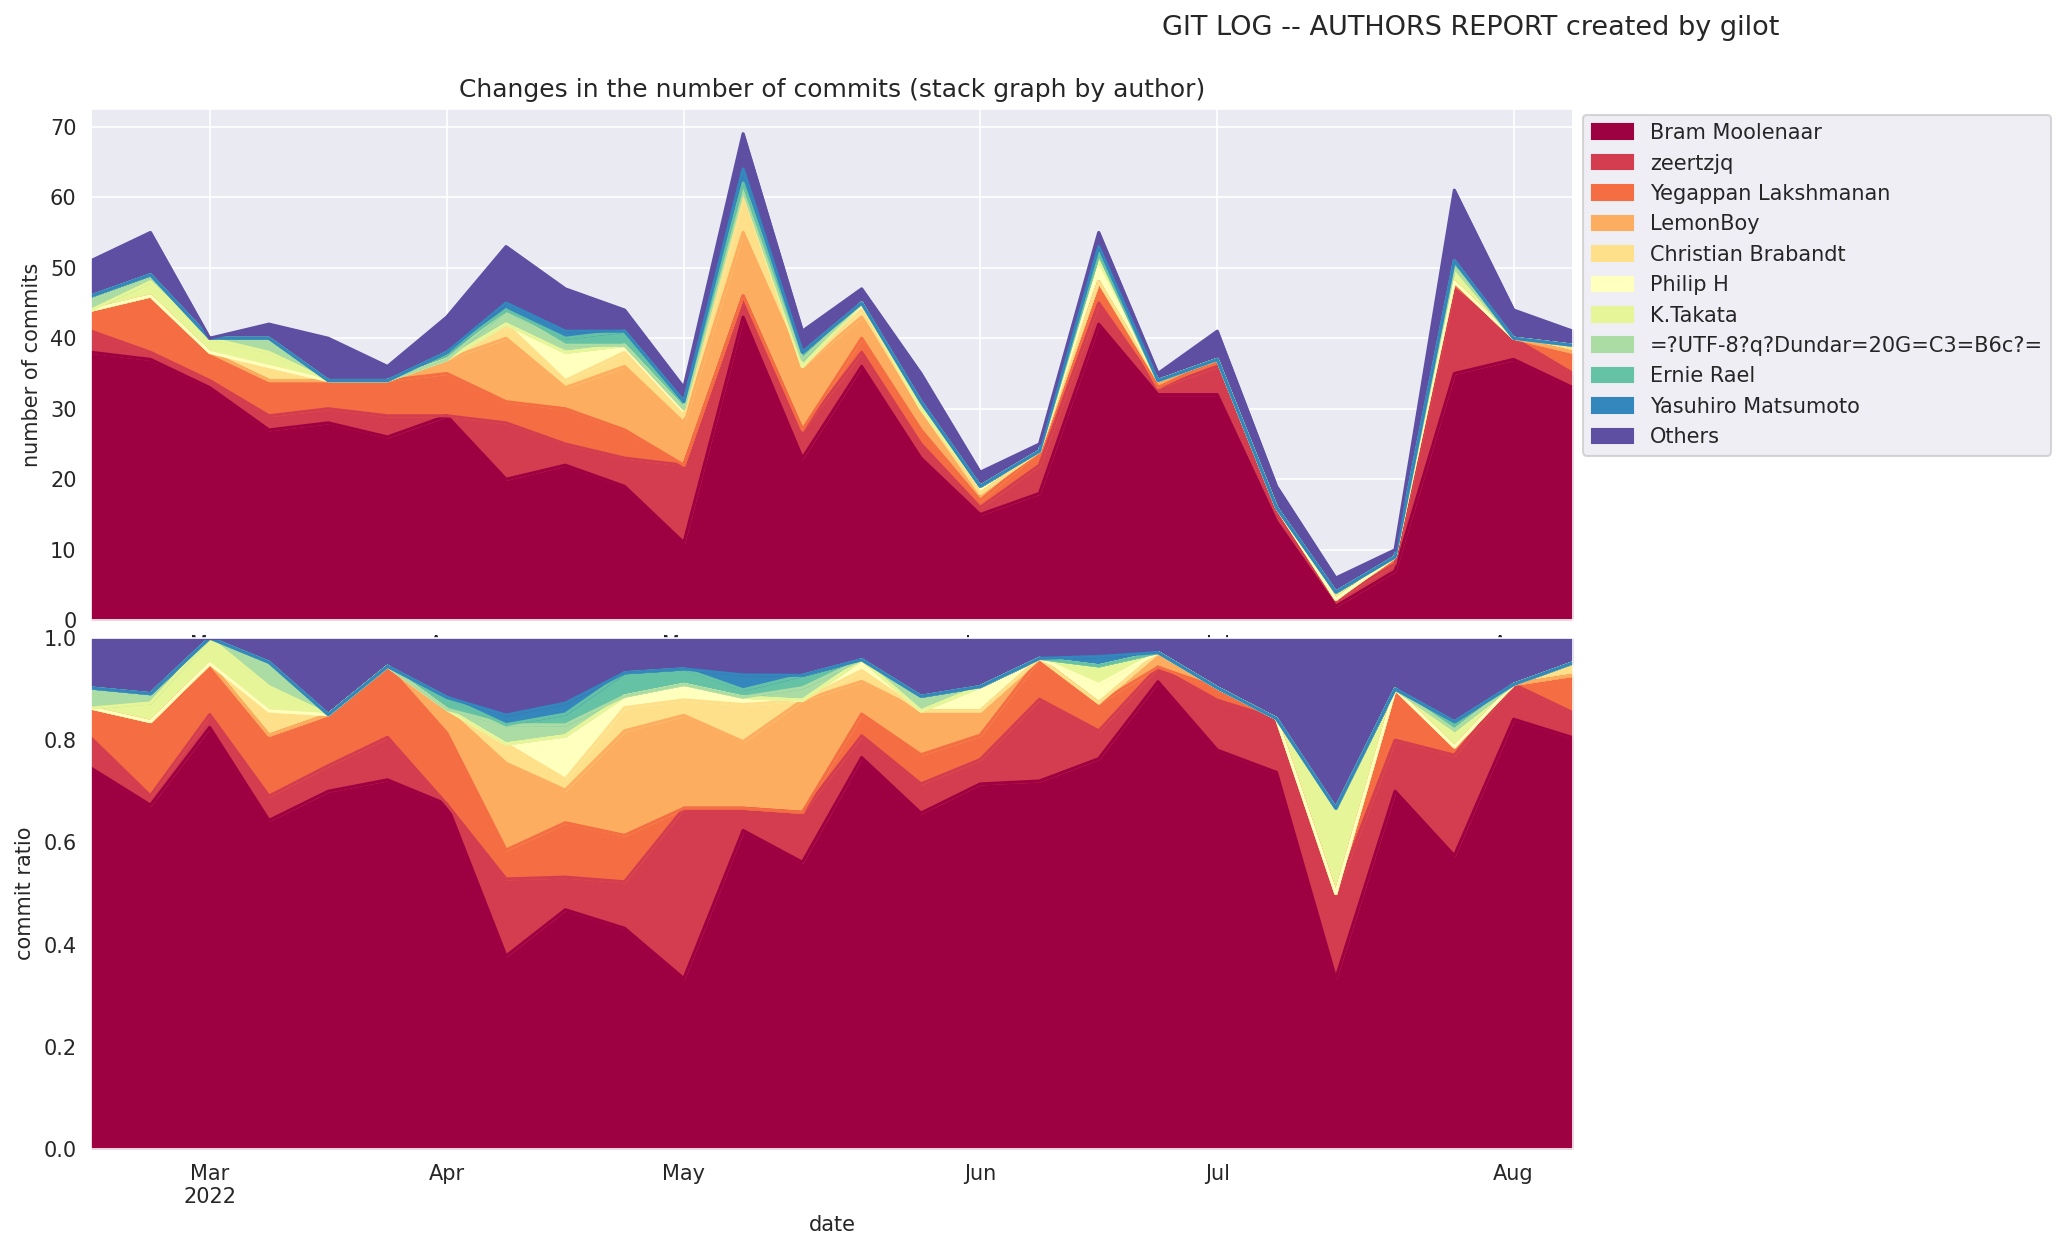 GIT LOG -- AUTHORS REPORT created by gilot
Changes in the number of commits (stack graph by author)
number of commits
70
60
50
40
30
20
10
0
Bram Moolenaar
zeertzjq
Yegappan Lakshmanan
LemonBoy
Christian Brabandt
Philip H
K.Takata
=?UTF-8?q?Dundar=20G=C3=B6c?=
Ernie Rael
Yasuhiro Matsumoto
Others
commit ratio
1.0
0.8
0.6
0.4
0.2
0.0
Mar Apr May Jun Jul Aug
2022
date